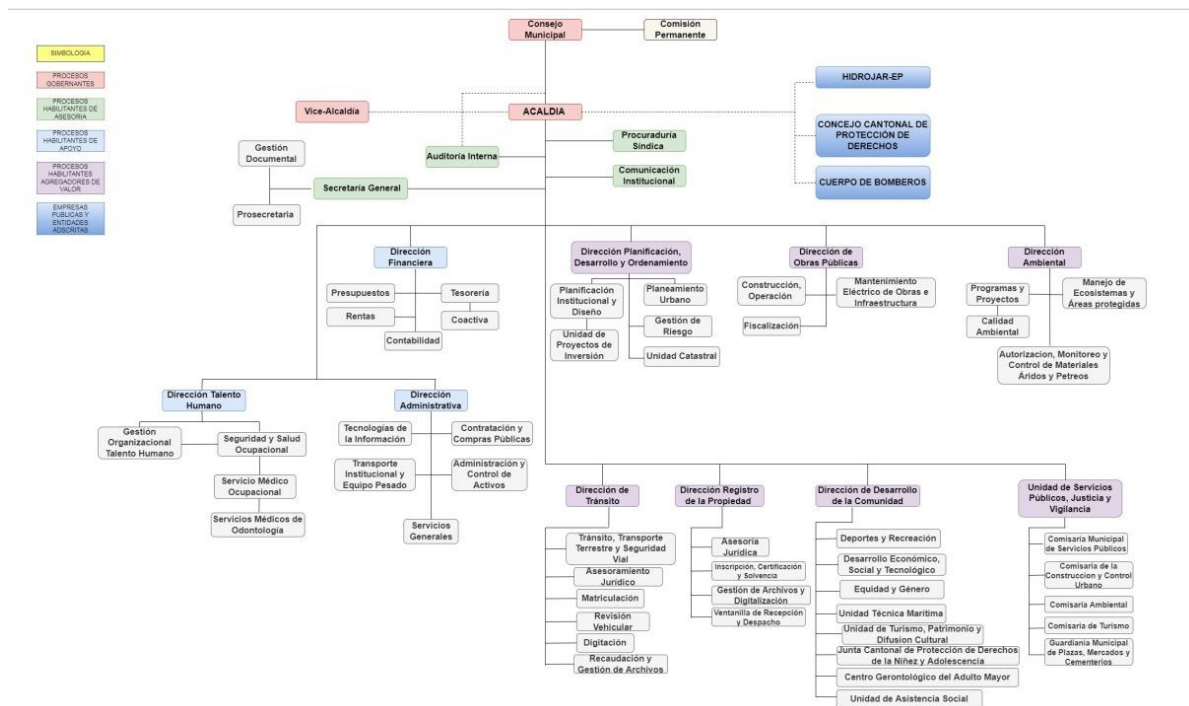 Consejo
Municipal
Comisión
Permanente
SIMBOLOGIA
PROCESOS
GOBERNANTES
PROCESOS
HABILITANTES DE
ASESORIA
PROCESOS
HABILITANTES DE
APOYO
PROCESOS
HABILITANTES
AGREGADORES
DE VALOR
EMPRESAS
PUBLICAS Y
ENTIDADES
ADSCRITAS
HIDROJAR-EP
Vice-Alcaldía
ACALDIA
CONCEJO CANTONAL DE
PROTECCIÓN DE
DERECHOS
CUERPO DE BOMBEROS
Procuraduría
Síndica
Auditoría Interna
Comunicación
Institucional
Gestión
Documental
Secretaría General
Prosecretaría
Dirección
Financiera
Presupuestos
Tesorería
Rentas
Coactiva
Contabilidad
Dirección Planificación,
Desarrollo y Ordenamiento
Planificación
Institucional y
Diseño
Planeamiento
Urbano
Unidad de
Proyectos de
Inversión
Gestión de
Riesgo
Unidad Catastral
Dirección de
Obras Públicas
Construcción,
Operación
Mantenimiento
Eléctrico de Obras e
Infraestructura
Fiscalización
Dirección
Ambiental
Programas y
Proyectos
Manejo de
Ecosistemas y
Áreas protegidas
Calidad
Ambiental
Autorizacion, Monitoreo y
Control de Materiales
Áridos y Petreos
Dirección Talento
Humano
Gestión
Organizacional
Talento Humano
Seguridad y Salud
Ocupacional
Servicio Médico
Ocupacional
Servicios Médicos de
Odontología
Dirección
Administrativa
Tecnologías de
la Información
Contratación y
Compras Públicas
Transporte
Institucional y
Equipo Pesado
Administración y
Control de
Activos
Servicios
Generales
Dirección de
Tránsito
Tránsito, Transporte
Terrestre y Seguridad
Vial
Asesoramiento
Jurídico
Matriculación
Revisión
Vehicular
Digitación
Recaudación y
Gestión de Archivos
Dirección Registro
de la Propiedad
Asesoría
Jurídica
Inscripción, Certificación
y Solvencia
Gestión de Archivos y
Digitalización
Ventanilla de Recepción
y Despacho
Dirección de Desarrollo
de la Comunidad
Deportes y Recreación
Desarrollo Económico,
Social y Tecnológico
Equidad y Género
Unidad Técnica Marítima
Unidad de Turismo, Patrimonio y
Difusion Cultural
Junta Cantonal de Protección de Derechos
de la Niñez y Adolescencia
Centro Gerontológico del Adulto Mayor
Unidad de Asistencia Social
Unidad de Servicios
Públicos, Justicia y
Vigilancia
Comisaría Municipal
de Servicios Públicos
Comisaría de la
Construccion y Control
Urbano
Comisaria Ambiental
Comisaria de Turismo
Guardianía Municipal
de Plazas, Mercados y
Cementerios